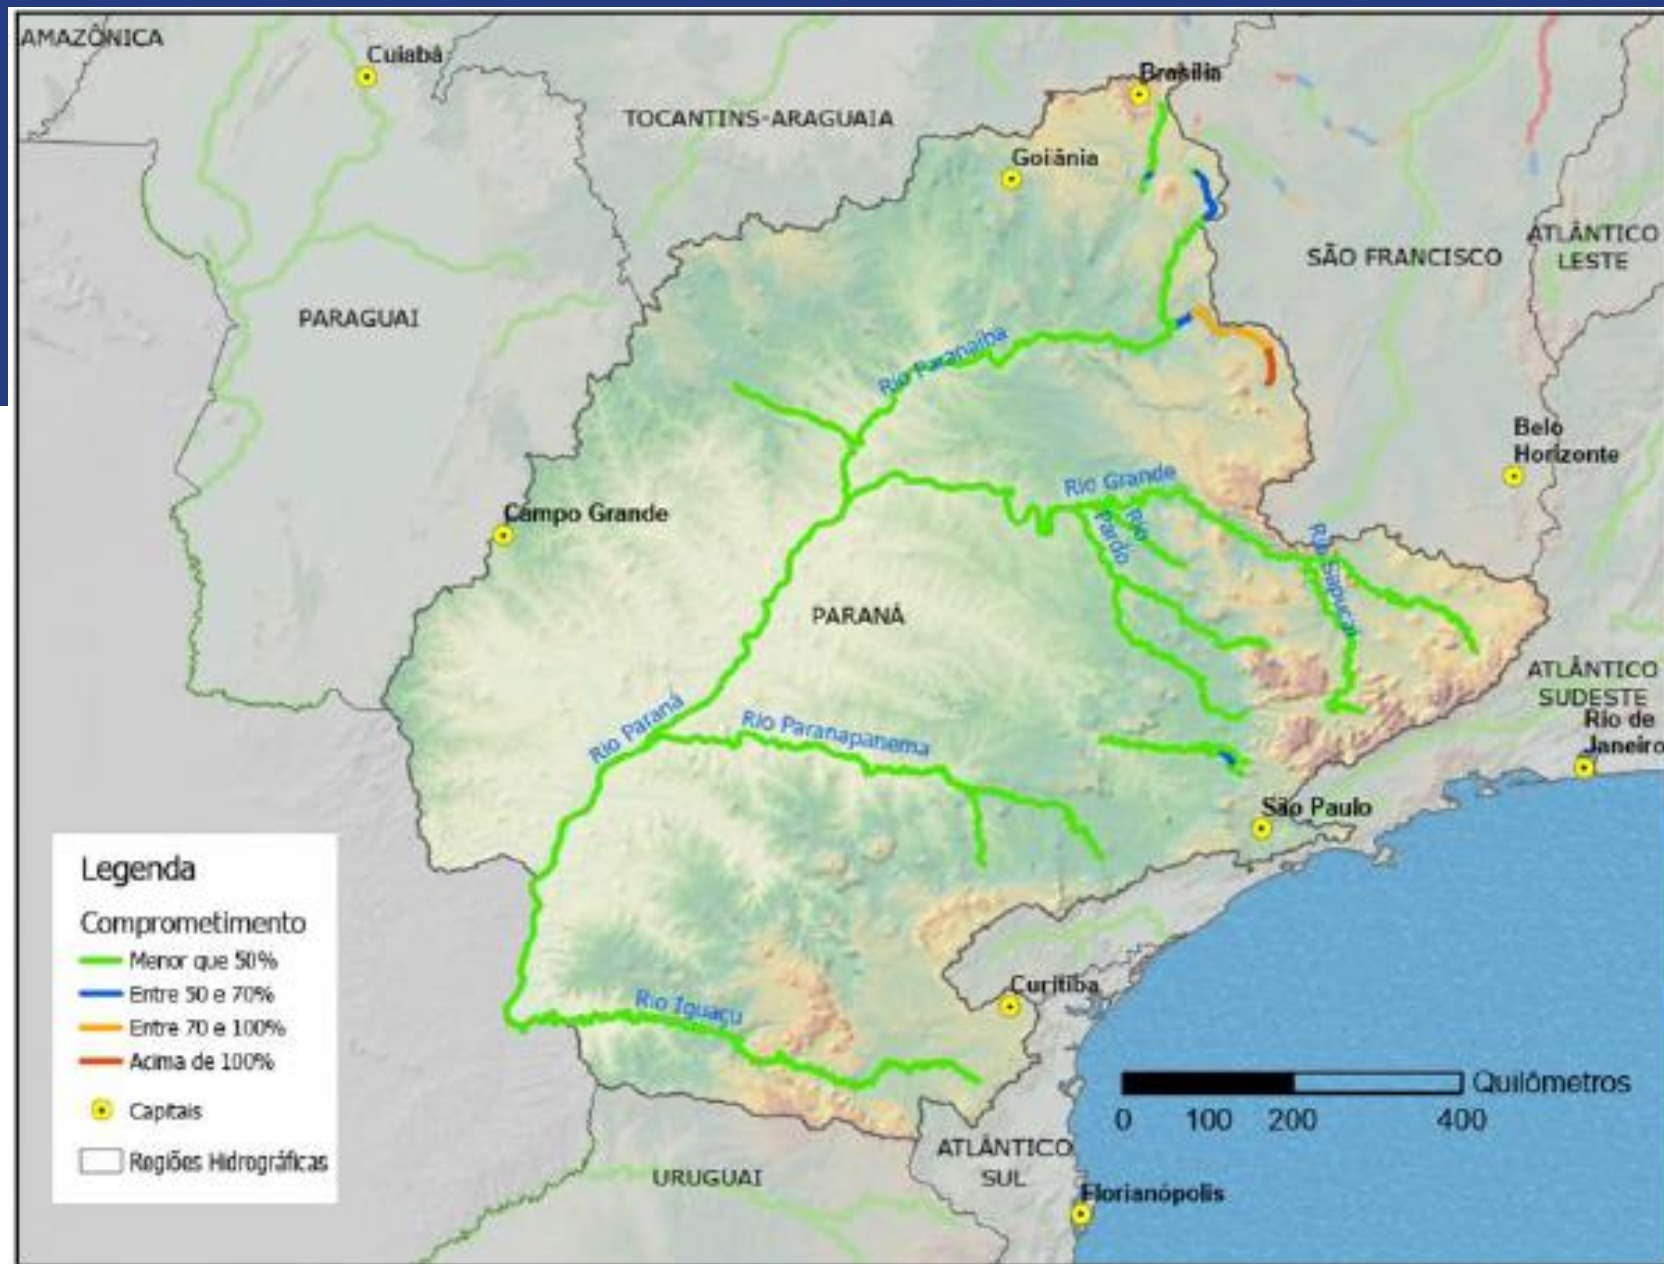 AMAZÔNICA
Cuiabá
Brasília
TOCANTINS-ARAGUAIA
Goiânia
ATLÂNTICO
LESTE
SÃO FRANCISCO
PARAGUAI
Rio Paranaíba
Belo
Horizonte
Rio Grande
Campo Grande
Rio
Pardo
Rio Sapucaí
PARANÁ
ATLÂNTICO
SUDESTE
Rio de
Janeiro
Rio Paraná
Rio Paranapanema
São Paulo
Legenda
Comprometimento
Menor que 50%
Entre 50 e 70%
Entre 70 e 100%
Acima de 100%
Capitais
Regiões Hidrográficas
Curitiba
Rio Iguaçu
Quilômetros
0 100 200 400
ATLÂNTICO
SUL
URUGUAI
Florianópolis